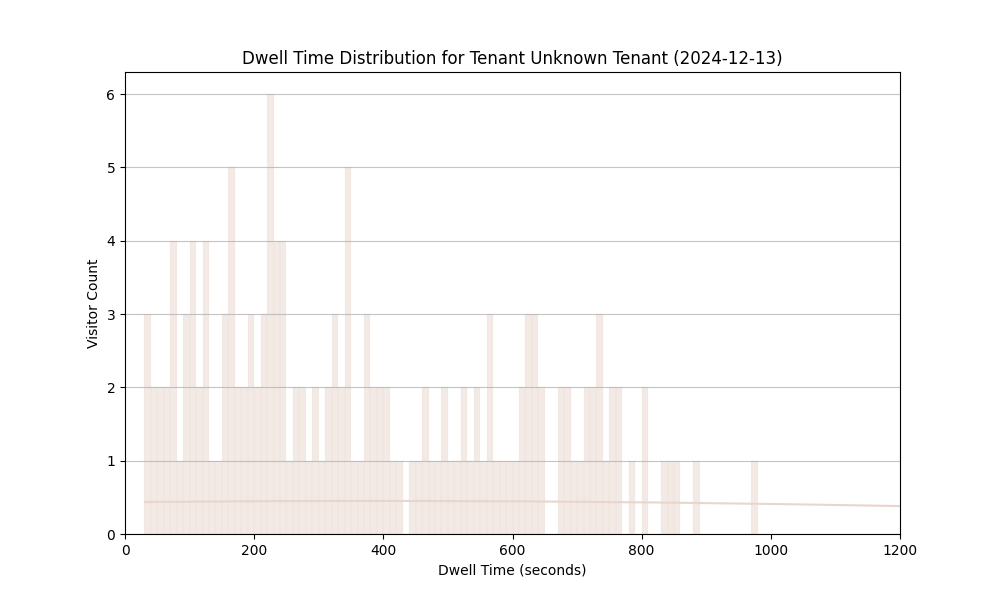 Dwell Time Distribution for Tenant Unknown Tenant (2024-12-13)
6
5
4
3
2
1
0
Visitor Count
0 200 400 600 800 1000 1200
Dwell Time (seconds)